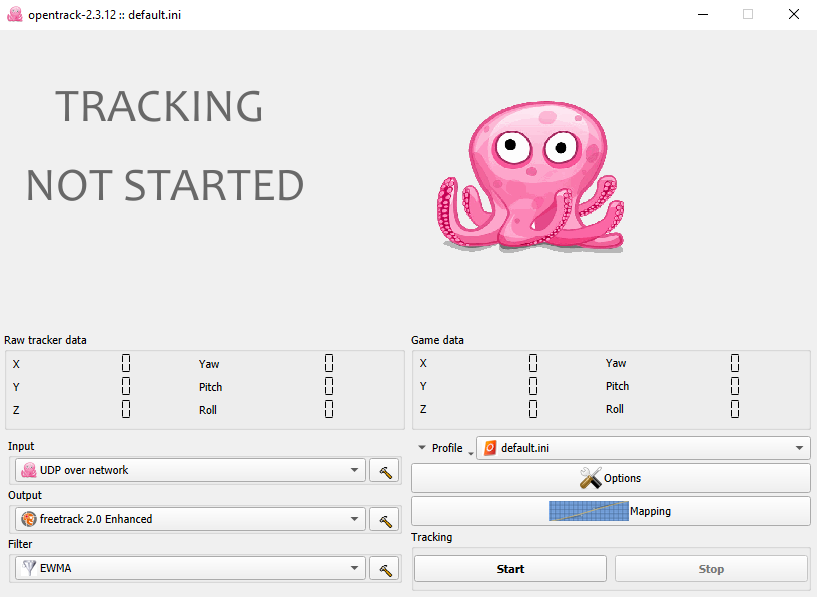 opentrack-2.3.12 :: default.ini
TRACKING
NOT STARTED
Raw tracker data
X 0 Yaw 0
Y 0 Pitch 0
Z 0 Roll 0
Game data
X 0 Yaw 0
Y 0 Pitch 0
Z 0 Roll 0
Input
UDP over network
Output
freetrack 2.0 Enhanced
Filter
EWMA
Profile default.ini
Options
Mapping
Tracking
Start Stop